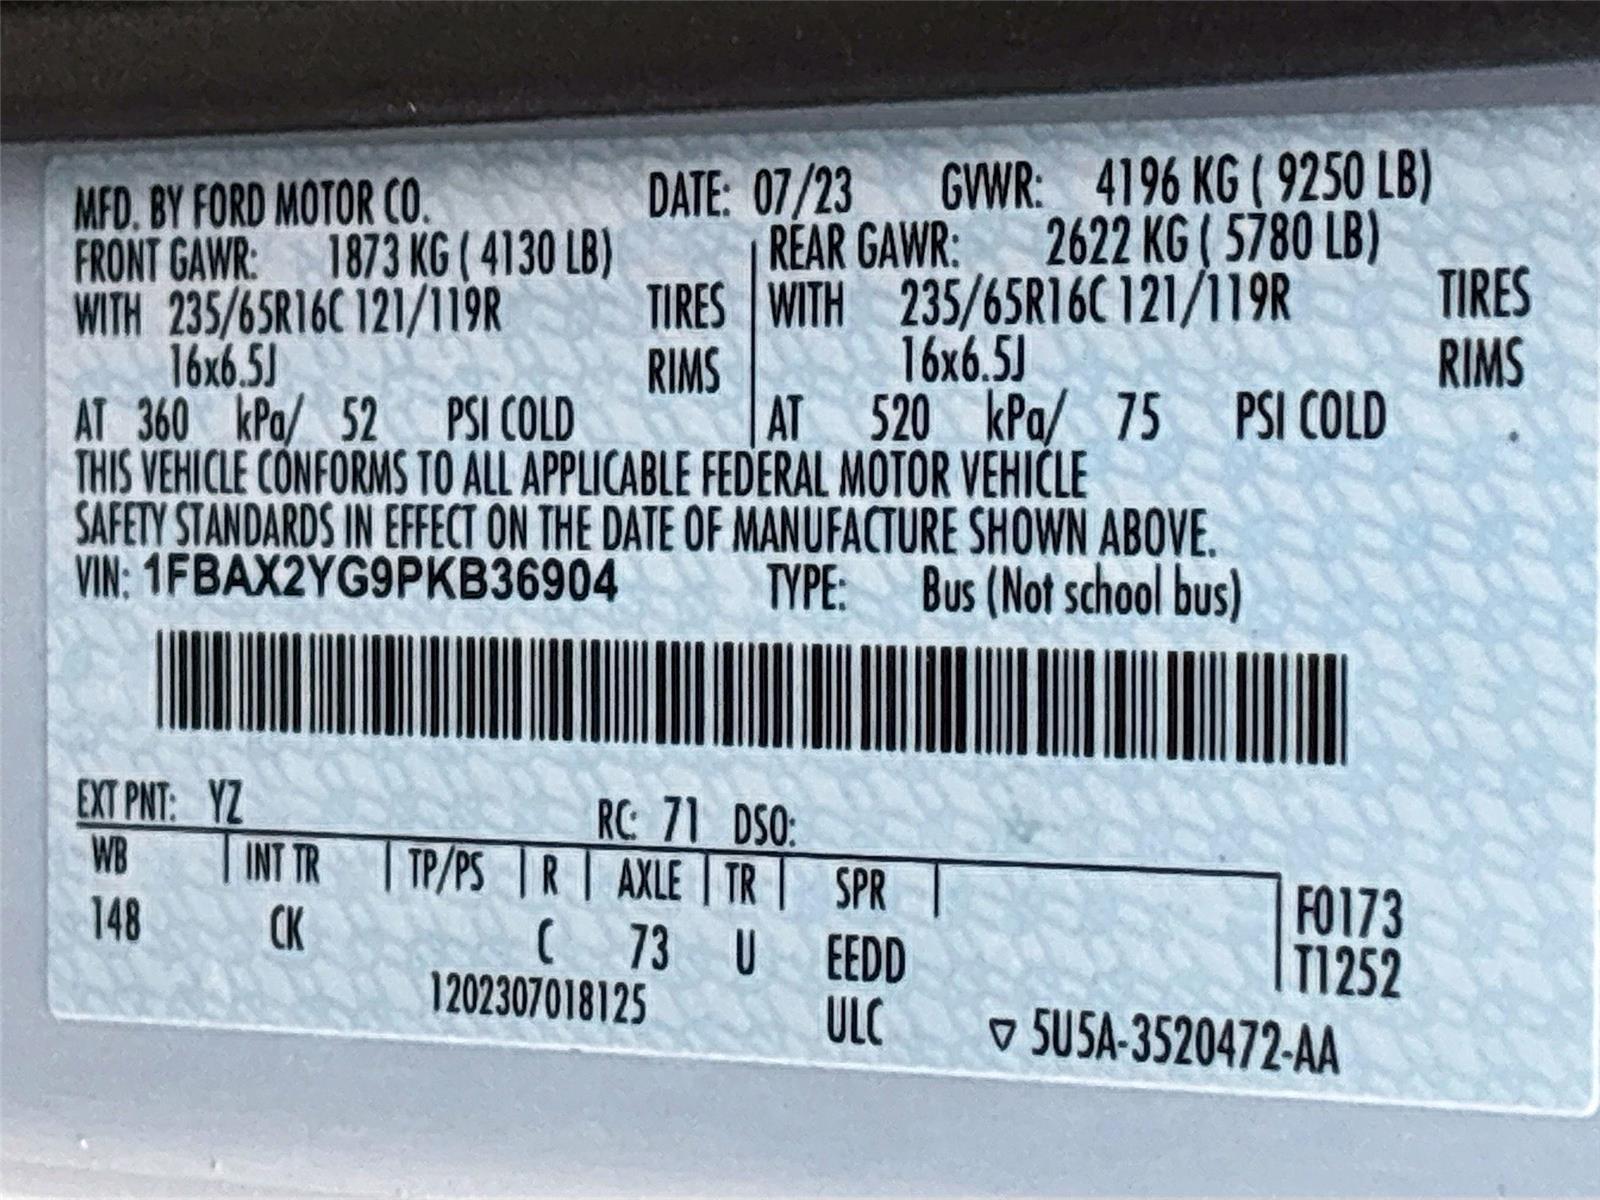 MFD. BY FORD MOTOR CO. DATE: 07/23 GVWR: 4196 KG ( 9250 LB)
FRONT GAWR: 1873 KG ( 4130 LB) REAR GAWR: 2622 KG ( 5780 LB)
WITH 235/65R16C 121/119R TIRES WITH 235/65R16C 121/119R TIRES
16x6.5J RIMS 16x6.5J RIMS
AT 360 kPa/ 52 PSI COLD AT 520 kPa/ 75 PSI COLD
THIS VEHICLE CONFORMS TO ALL APPLICABLE FEDERAL MOTOR VEHICLE
SAFETY STANDARDS IN EFFECT ON THE DATE OF MANUFACTURE SHOWN ABOVE.
VIN: 1FBAX2YG9PKB36904 TYPE: Bus (Not school bus)
EXT PNT: YZ RC: 71 DSO:
WB INT TR TP/PS R AXLE TR SPR F0173
148 CK C 73 U EEDD T1252
1202307018125 ULC ▽ 5U5A-3520472-AA